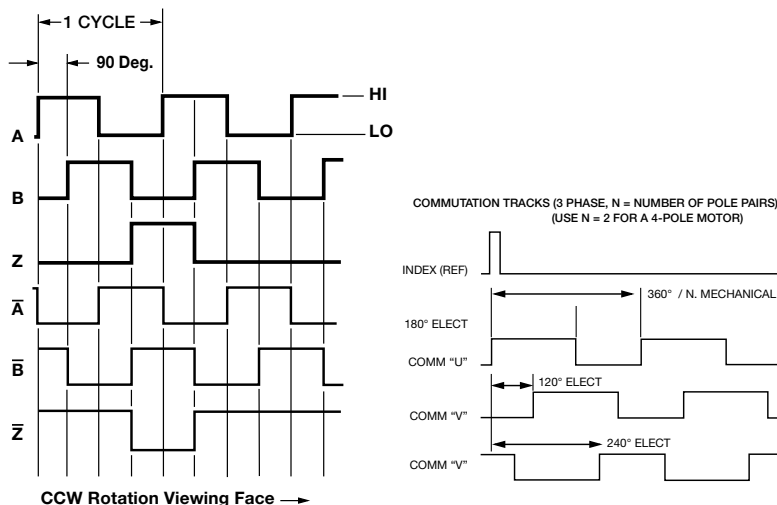 1 CYCLE
90 Deg.
HI
LO
A
B
Z
A̅
B̅
Z̅
CCW Rotation Viewing Face
COMMUTATION TRACKS (3 PHASE, N = NUMBER OF POLE PAIRS)
(USE N = 2 FOR A 4-POLE MOTOR)
INDEX (REF)
360° / N. MECHANICAL
180° ELECT
COMM “U”
120° ELECT
COMM “V”
240° ELECT
COMM “V”